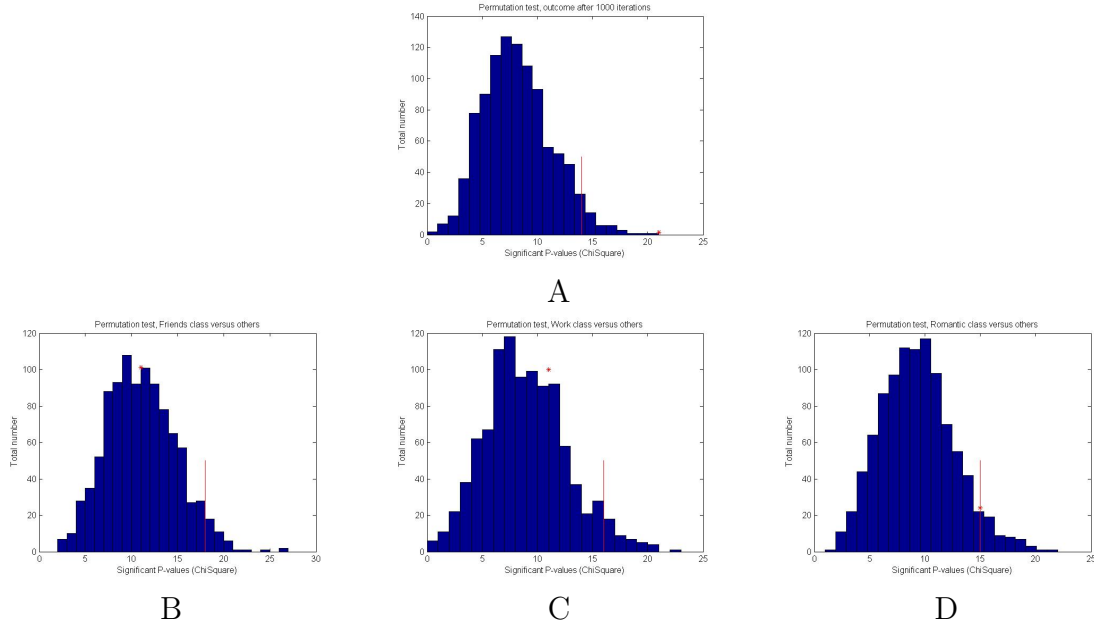 Permutation test, outcome after 1000 iterations
140
120
100
80
60
40
20
0
Total number
0 5 10 15 20 25
Significant P-values (ChiSquare)
A
Permutation test, Friends class versus others
120
100
80
60
40
20
0
Total number
0 5 10 15 20 25 30
Significant P-values (ChiSquare)
B
Permutation test, Work class versus others
120
100
80
60
40
20
0
Total number
0 5 10 15 20 25
Significant P-values (ChiSquare)
C
Permutation test, Romantic class versus others
120
100
80
60
40
20
0
Total number
0 5 10 15 20 25
Significant P-values (ChiSquare)
D